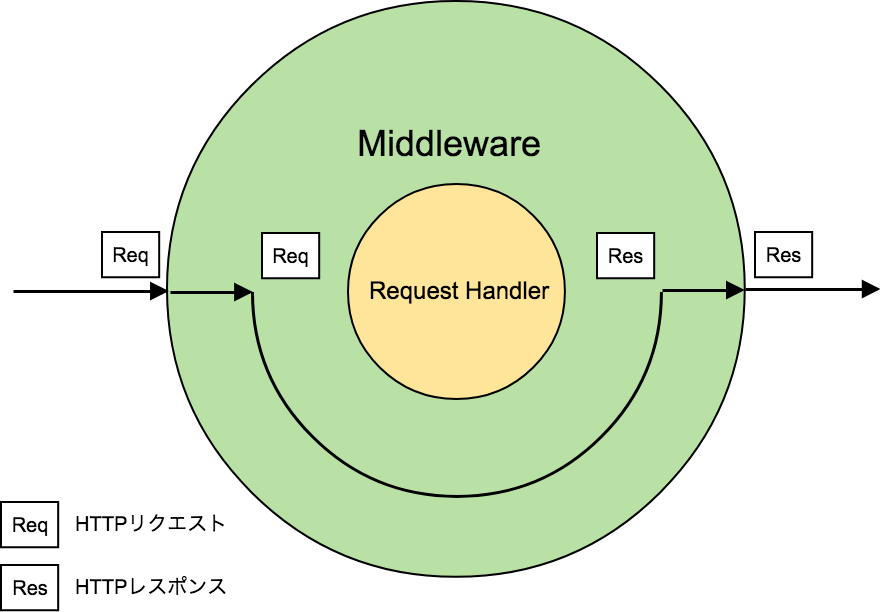 Middleware
Req
Req
Res
Res
Request Handler
Req
HTTPリクエスト
Res
HTTPレスポンス